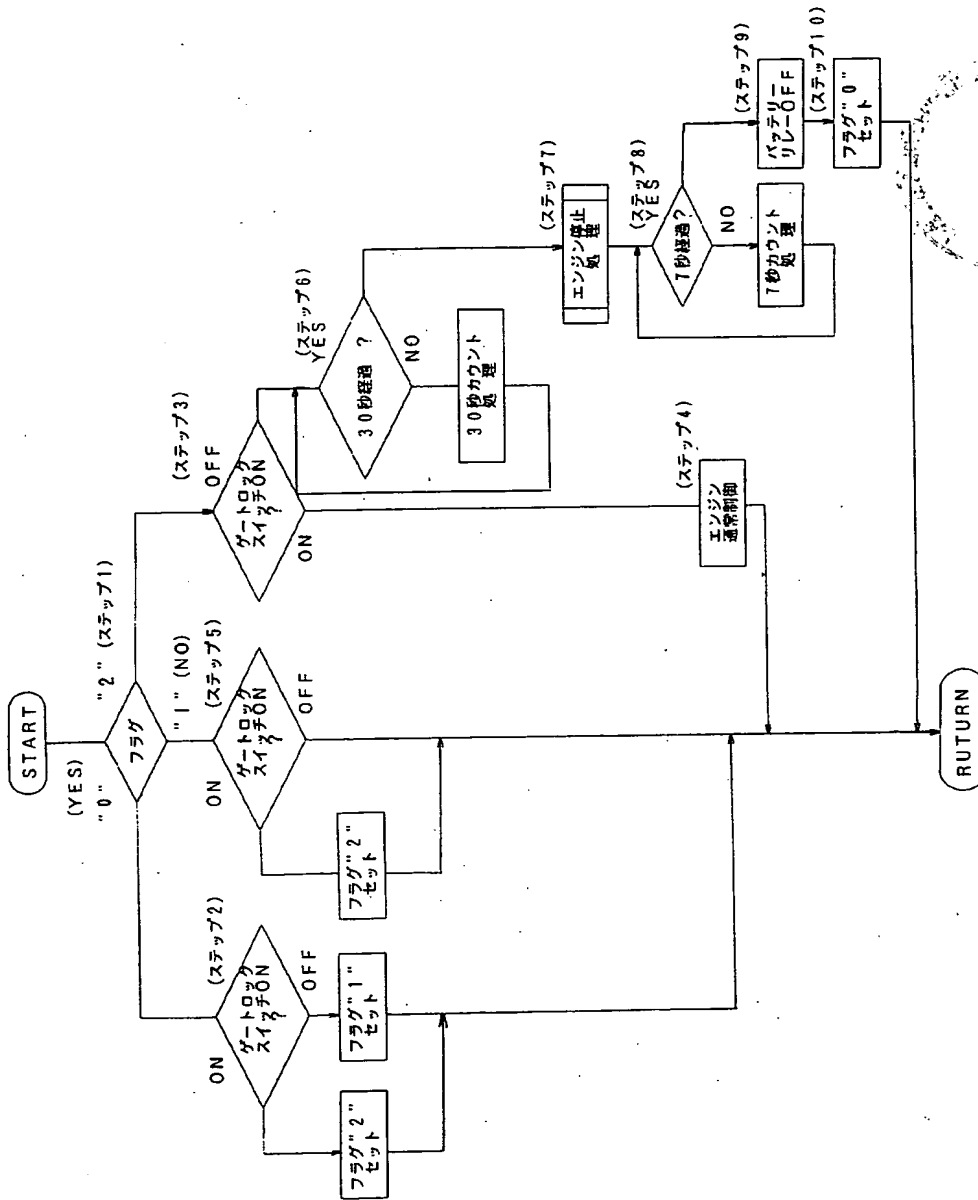 START
(YES)
"0"
フラグ
"2" (ステップ1)
"1" (NO)
(ステップ2)
ON
ゲートロック
スイッチON
?
OFF
フラグ"2"
セット
フラグ"1"
セット
(ステップ5)
ON
ゲートロック
スイッチON
?
OFF
フラグ"2"
セット
(ステップ3)
ゲートロック
スイッチON
?
OFF
ON
(ステップ6)
YES
30秒経過 ?
NO
30秒カウント
処 理
(ステップ4)
エンジン
通常制御
(ステップ7)
エンジン停止
処 理
(ステップ8)
YES
7秒経過?
NO
7秒カウント
処 理
(ステップ9)
バッテリー
リレーOFF
(ステップ10)
フラグ"0"
セット
RUTURN